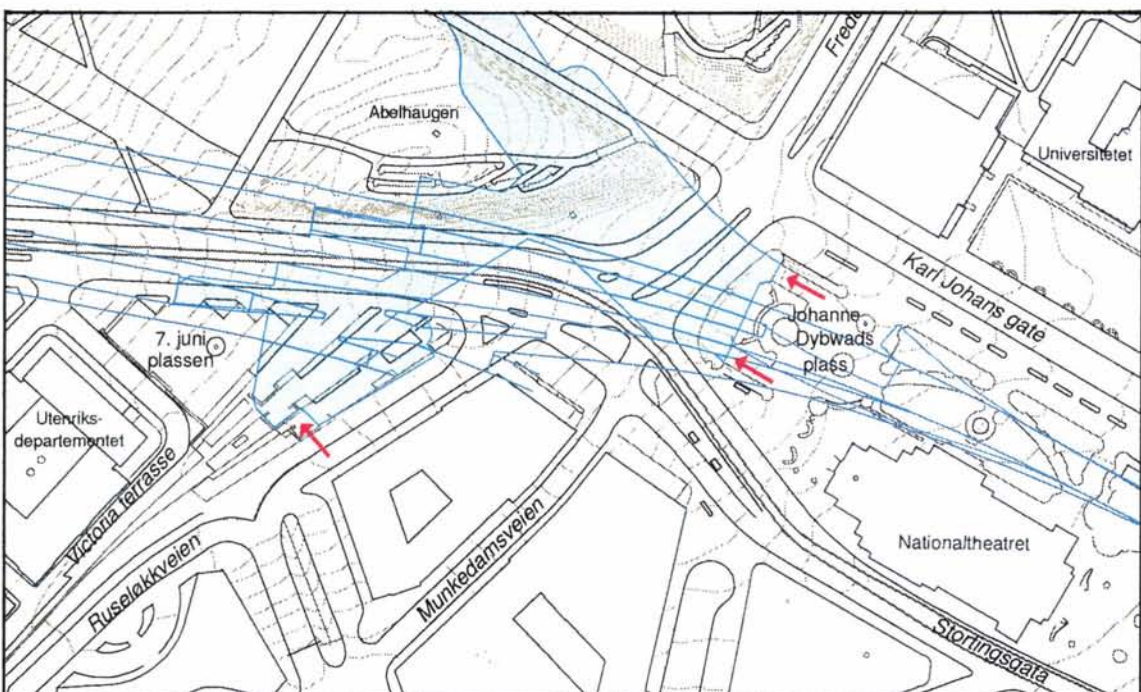 Abelhaugen
Fred
Universitetet
Karl Johans gate
Johanne
Dybwads
plass
7. juni
plassen
Utenriks-
departementet
Victoria terrasse
Ruseløkkveien
Munkedamsveien
Nationaltheatret
Stortingsgata